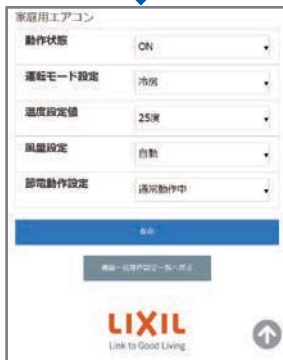 家庭用エアコン
動作状態
ON
運転モード設定
冷房
温度設定値
25度
風量設定
自動
節電動作設定
通常動作中
保存
LIXIL
Link to Good Living